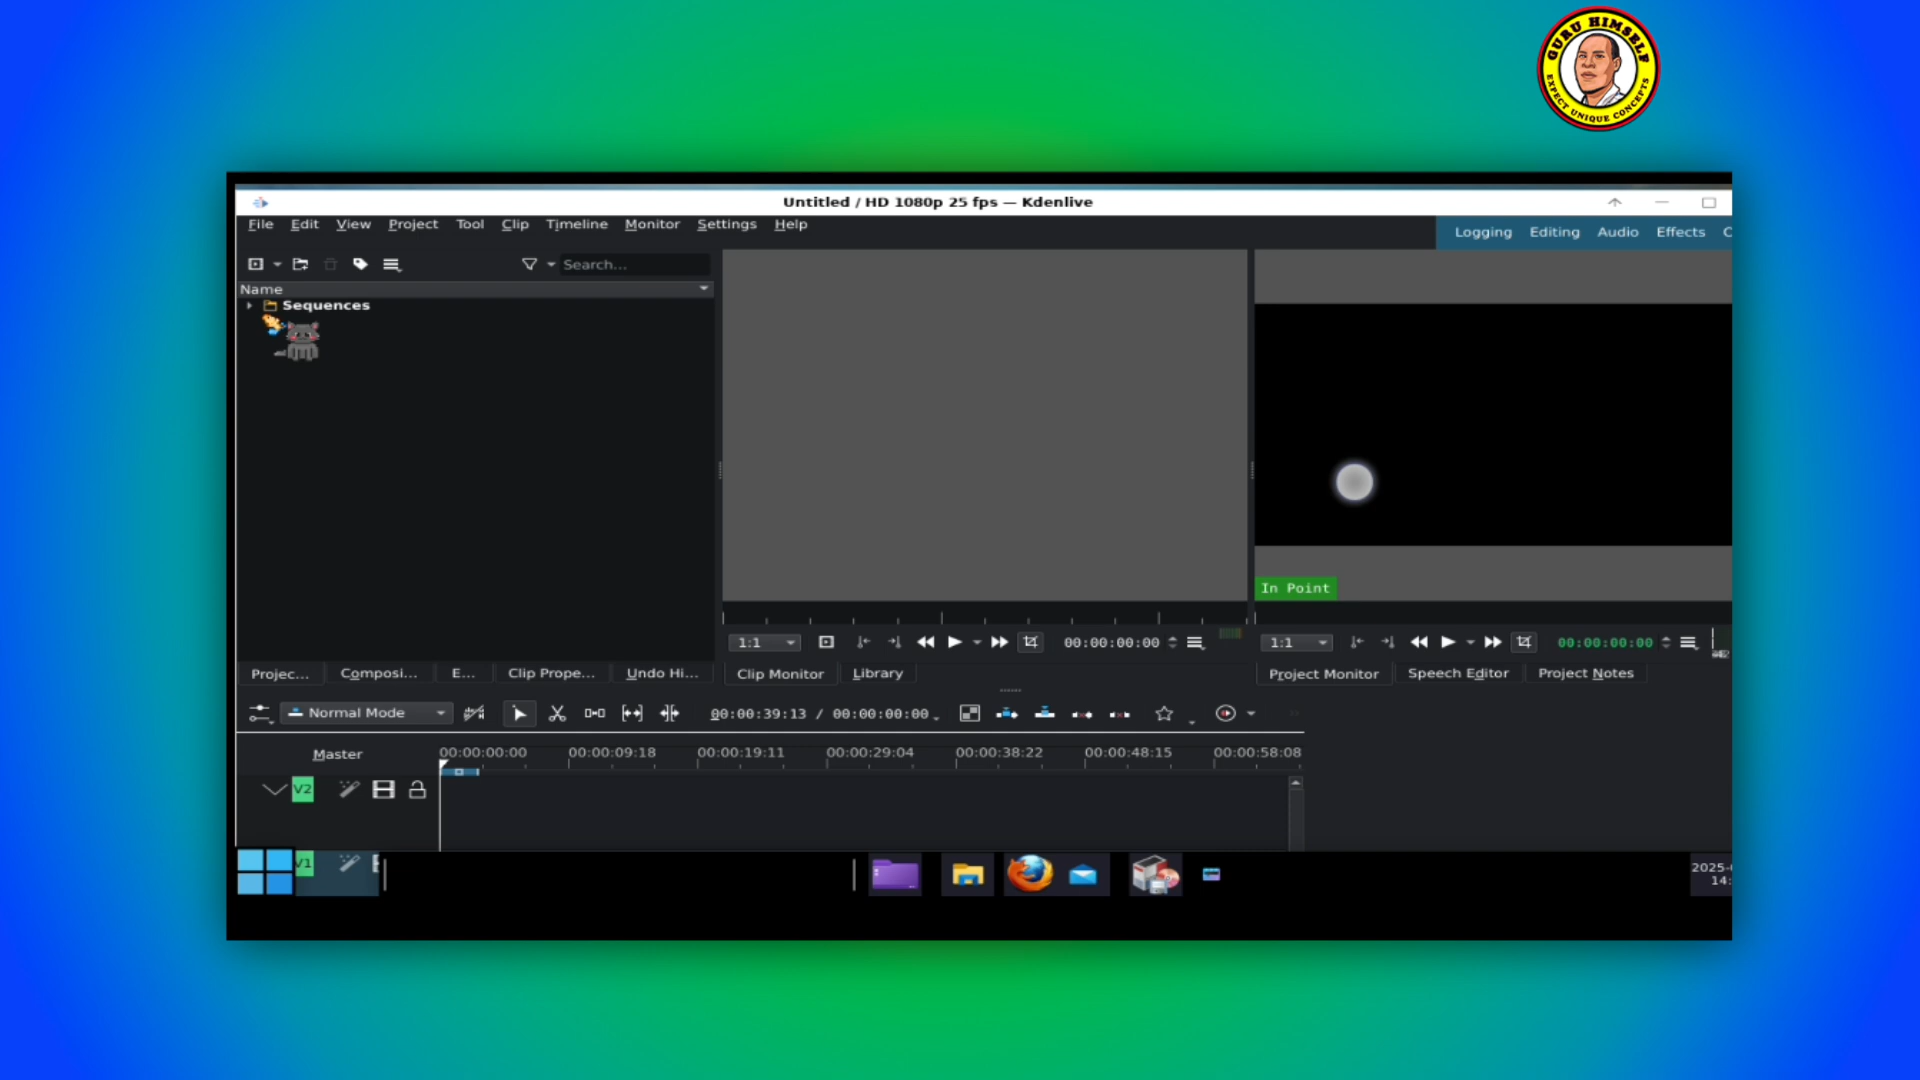 GURU HIMSELF
EXPECT UNIQUE CONCEPTS
Untitled / HD 1080p 25 fps — Kdenlive
File Edit View Project Tool Clip Timeline Monitor Settings Help
Logging Editing Audio Effects
Search...
Name
Sequences
In Point
1:1 00:00:00:00 1:1 00:00:00:00
Projec... Composi... E... Clip Prope... Undo Hi... Clip Monitor Library Project Monitor Speech Editor Project Notes
Normal Mode 00:00:39:13 / 00:00:00:00
Master 00:00:00:00 00:00:09:18 00:00:19:11 00:00:29:04 00:00:38:22 00:00:48:15 00:00:58:08
V2
V1
2025-
14: